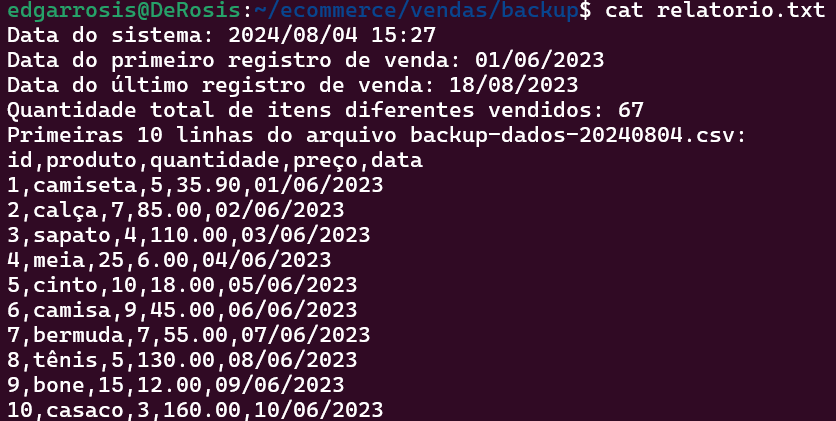 edgarrosis@DeRosis:~/ecommerce/vendas/backup$ cat relatorio.txt
Data do sistema: 2024/08/04 15:27
Data do primeiro registro de venda: 01/06/2023
Data do último registro de venda: 18/08/2023
Quantidade total de itens diferentes vendidos: 67
Primeiras 10 linhas do arquivo backup-dados-20240804.csv:
id,produto,quantidade,preço,data
1,camiseta,5,35.90,01/06/2023
2,calça,7,85.00,02/06/2023
3,sapato,4,110.00,03/06/2023
4,meia,25,6.00,04/06/2023
5,cinto,10,18.00,05/06/2023
6,camisa,9,45.00,06/06/2023
7,bermuda,7,55.00,07/06/2023
8,tênis,5,130.00,08/06/2023
9,bone,15,12.00,09/06/2023
10,casaco,3,160.00,10/06/2023